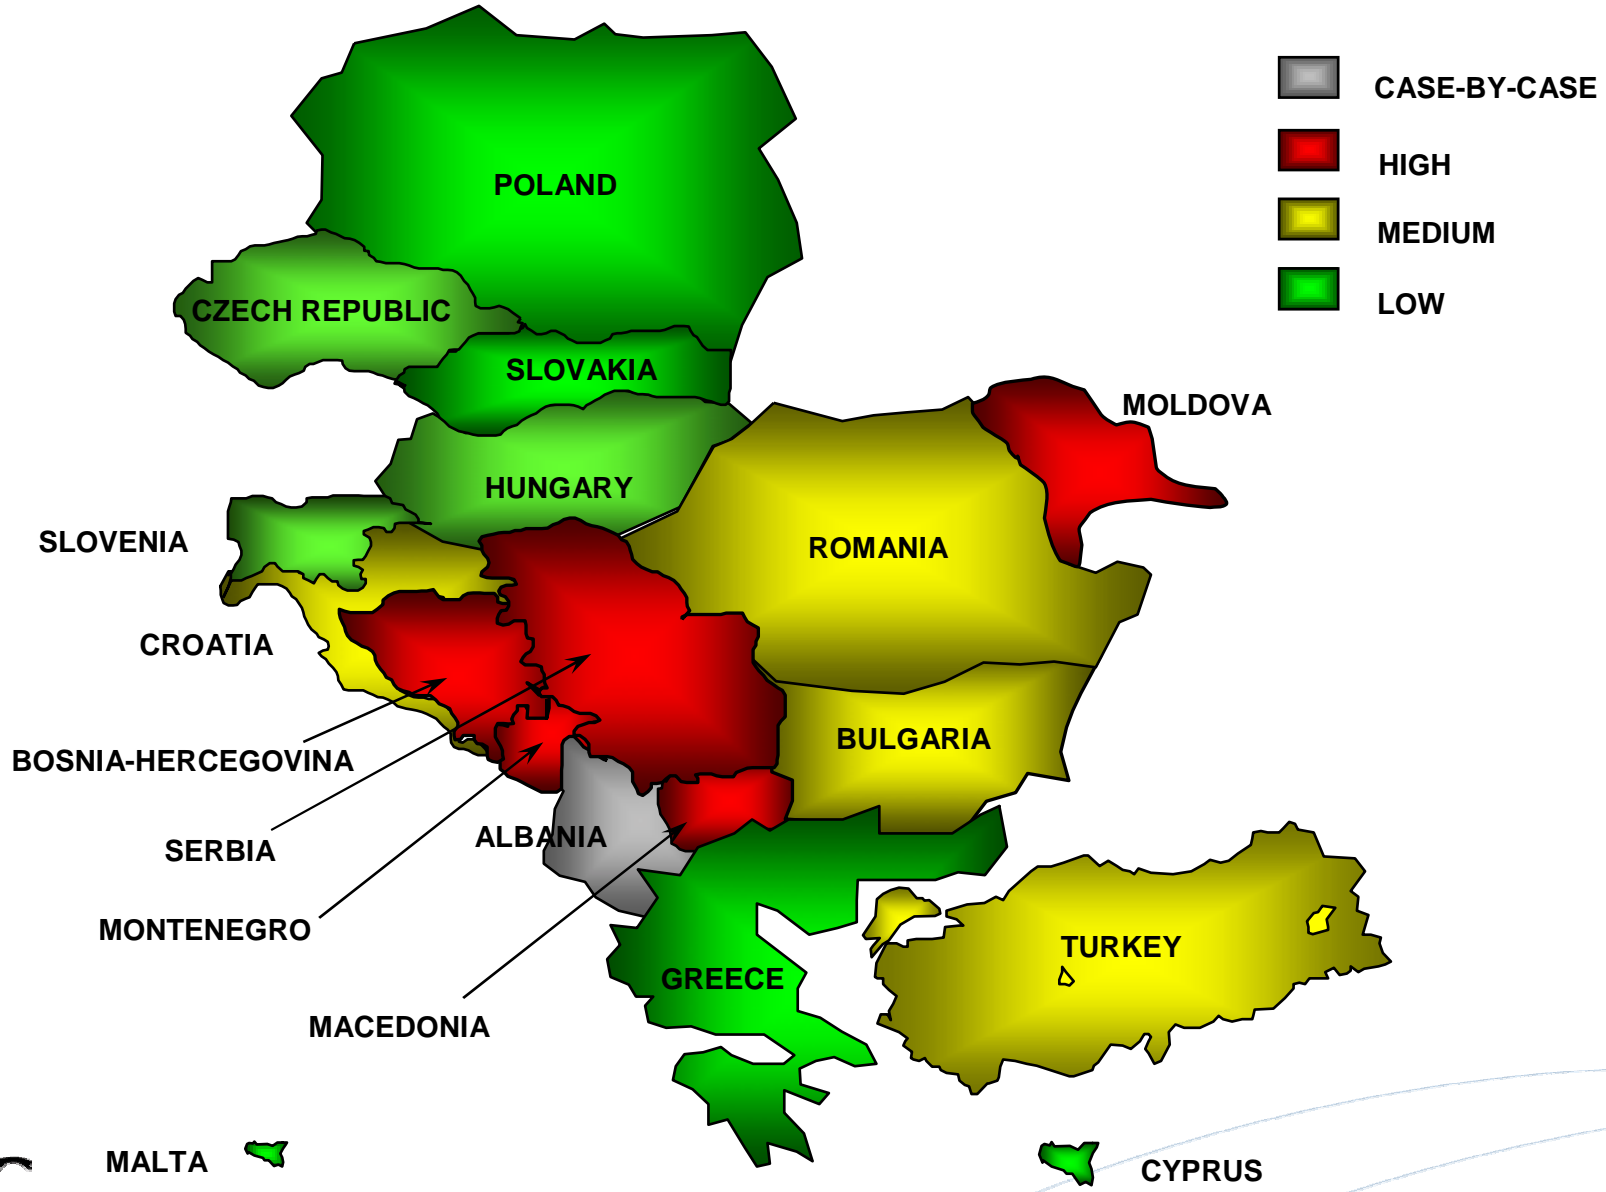 CASE-BY-CASE
HIGH
POLAND
MEDIUM
LOW
CZECH REPUBLIC
SLOVAKIA
MOLDOVA
HUNGARY
SLOVENIA
ROMANIA
CROATIA
BULGARIA
BOSNIA-HERCEGOVINA
ALBANIA
SERBIA
MONTENEGRO
TURKEY
GREECE
MACEDONIA
MALTA
CYPRUS